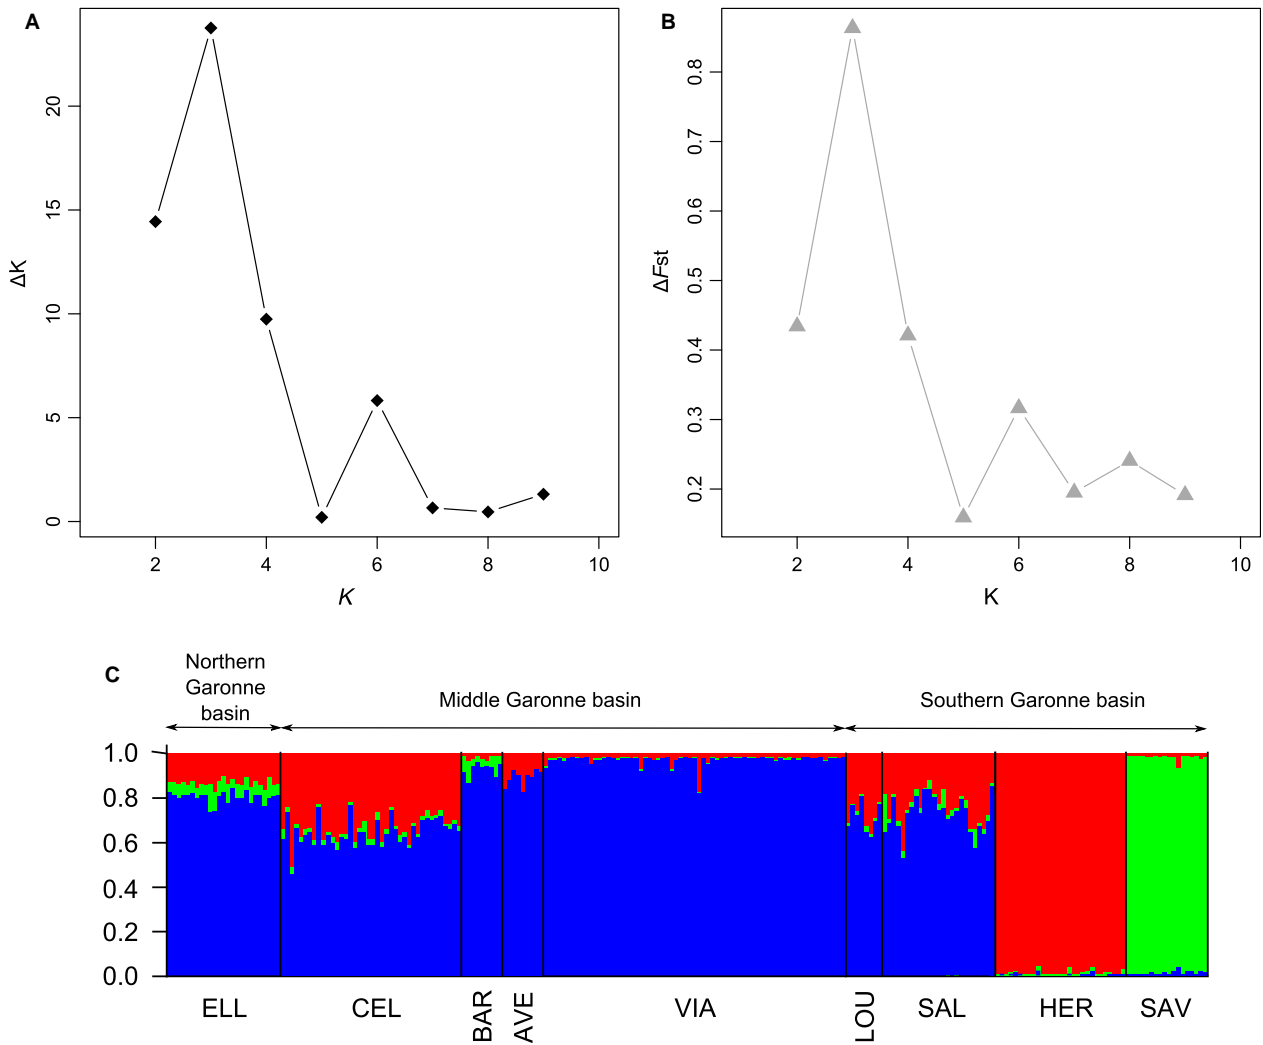 A
B
ΔK
20
15
10
5
0
2
4
6
8
10
K
ΔFst
0.8
0.7
0.6
0.5
0.4
0.3
0.2
2
4
6
8
10
K
C
Northern
Garonne
basin
Middle Garonne basin
Southern Garonne basin
1.0
0.8
0.6
0.4
0.2
0.0
ELL
CEL
BAR
AVE
VIA
LOU
SAL
HER
SAV